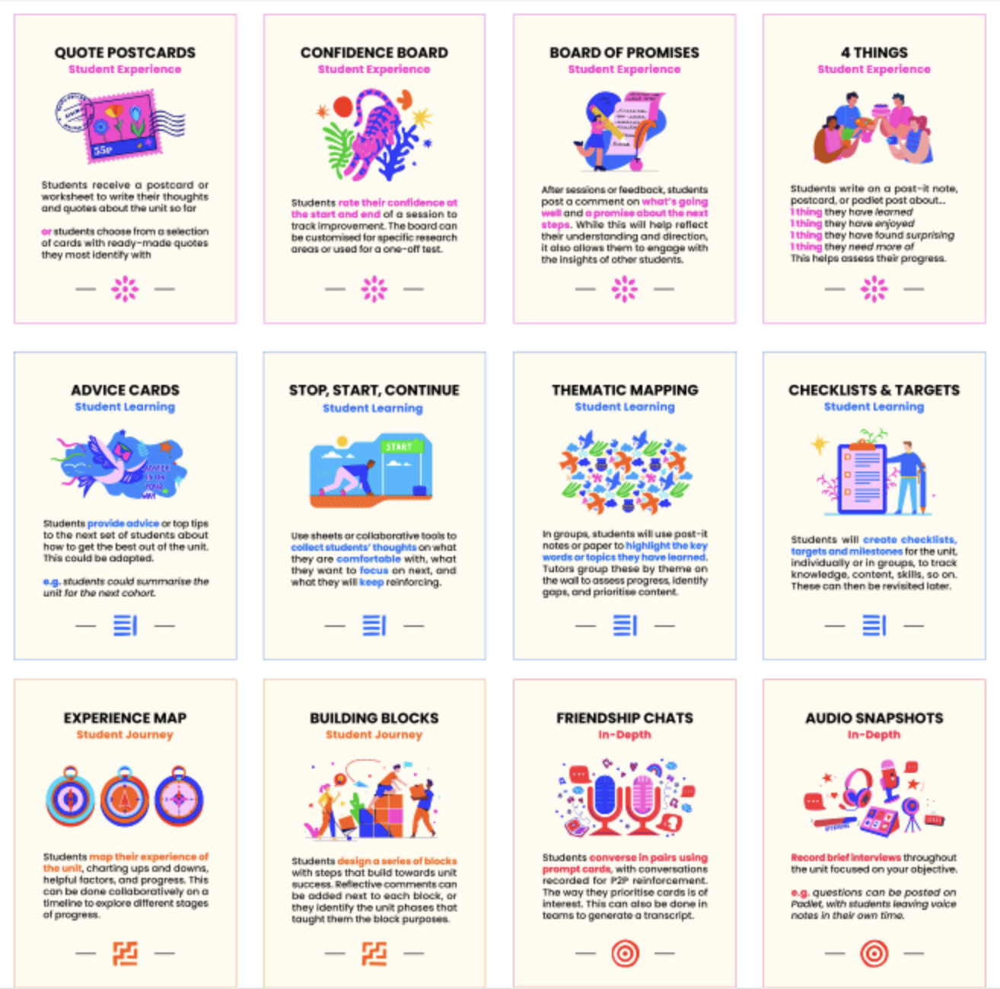 QUOTE POSTCARDS
Student Experience
55p
Students receive a postcard or
worksheet to write their thoughts
and quotes about the unit so far
or students choose from a selection
of cards with ready-made quotes
they most identify with
CONFIDENCE BOARD
Student Experience
Students rate their confidence at
the start and end of a session to
track improvement. The board can
be customised for specific research
areas or used for a one-off test.
BOARD OF PROMISES
Student Experience
After sessions or feedback, students
post a comment on what's going
well and a promise about the next
steps. While this will help reflect
their understanding and direction,
it also allows them to engage with
the insights of other students.
4 THINGS
Student Experience
Students write on a post-it note,
postcard, or padlet post about...
1 thing they have learned
1 thing they have enjoyed
1 thing they have found surprising
1 thing they need more of
This helps assess their progress.
ADVICE CARDS
Student Learning
ADVICE
IS ON
YOUR
WAY
Students provide advice or top tips
to the next set of students about
how to get the best out of the unit.
This could be adapted.
e.g. students could summarise the
unit for the next cohort.
STOP, START, CONTINUE
Student Learning
START
Use sheets or collaborative tools to
collect students' thoughts on what
they are comfortable with, what
they want to focus on next, and
what they will keep reinforcing.
THEMATIC MAPPING
Student Learning
In groups, students will use post-it
notes or paper to highlight the key
words or topics they have learned.
Tutors group these by theme on
the wall to assess progress, identify
gaps, and prioritise content.
CHECKLISTS & TARGETS
Student Learning
Students will create checklists,
targets and milestones for the unit,
individually or in groups, to track
knowledge, content, skills, so on.
These can then be revisited later.
EXPERIENCE MAP
Student Journey
Students map their experience of
the unit, charting ups and downs,
helpful factors, and progress. This
can be done collaboratively on a
timeline to explore different stages
of progress.
BUILDING BLOCKS
Student Journey
Students design a series of blocks
with steps that build towards unit
success. Reflective comments can
be added next to each block, or
they identify the unit phases that
taught them the block purposes.
FRIENDSHIP CHATS
In-Depth
Students converse in pairs using
prompt cards, with conversations
recorded for P2P reinforcement.
The way they prioritise cards is of
interest. This can also be done in
teams to generate a transcript.
AUDIO SNAPSHOTS
In-Depth
Record brief interviews throughout
the unit focused on your objective.
e.g. questions can be posted on
Padlet, with students leaving voice
notes in their own time.